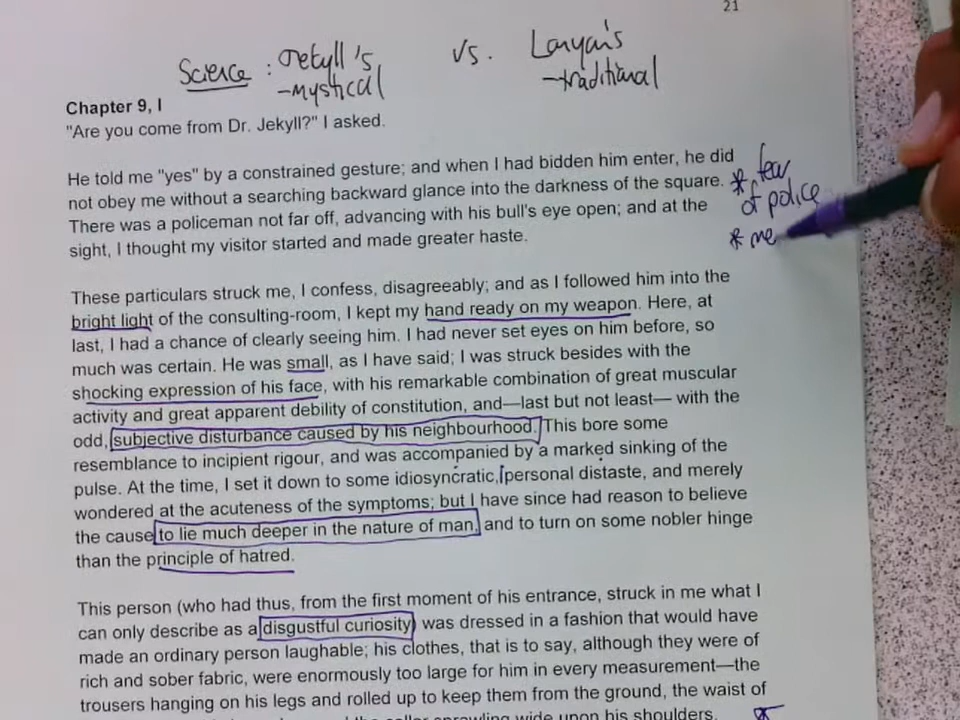 21
Science : Jekyll's vs. Lanyan's
-mystical -traditional
Chapter 9, I
"Are you come from Dr. Jekyll?" I asked.
He told me "yes" by a constrained gesture; and when I had bidden him enter, he did
not obey me without a searching backward glance into the darkness of the square.
There was a policeman not far off, advancing with his bull's eye open; and at the
sight, I thought my visitor started and made greater haste.
* fear
of police
* me
These particulars struck me, I confess, disagreeably; and as I followed him into the
bright light of the consulting-room, I kept my hand ready on my weapon. Here, at
last, I had a chance of clearly seeing him. I had never set eyes on him before, so
much was certain. He was small, as I have said; I was struck besides with the
shocking expression of his face, with his remarkable combination of great muscular
activity and great apparent debility of constitution, and—last but not least— with the
odd, subjective disturbance caused by his neighbourhood. This bore some
resemblance to incipient rigour, and was accompanied by a marked sinking of the
pulse. At the time, I set it down to some idiosyncratic, personal distaste, and merely
wondered at the acuteness of the symptoms; but I have since had reason to believe
the cause to lie much deeper in the nature of man, and to turn on some nobler hinge
than the principle of hatred.
This person (who had thus, from the first moment of his entrance, struck in me what I
can only describe as a disgustful curiosity) was dressed in a fashion that would have
made an ordinary person laughable; his clothes, that is to say, although they were of
rich and sober fabric, were enormously too large for him in every measurement—the
trousers hanging on his legs and rolled up to keep them from the ground, the waist of
collar sprawling wide upon his shoulders.